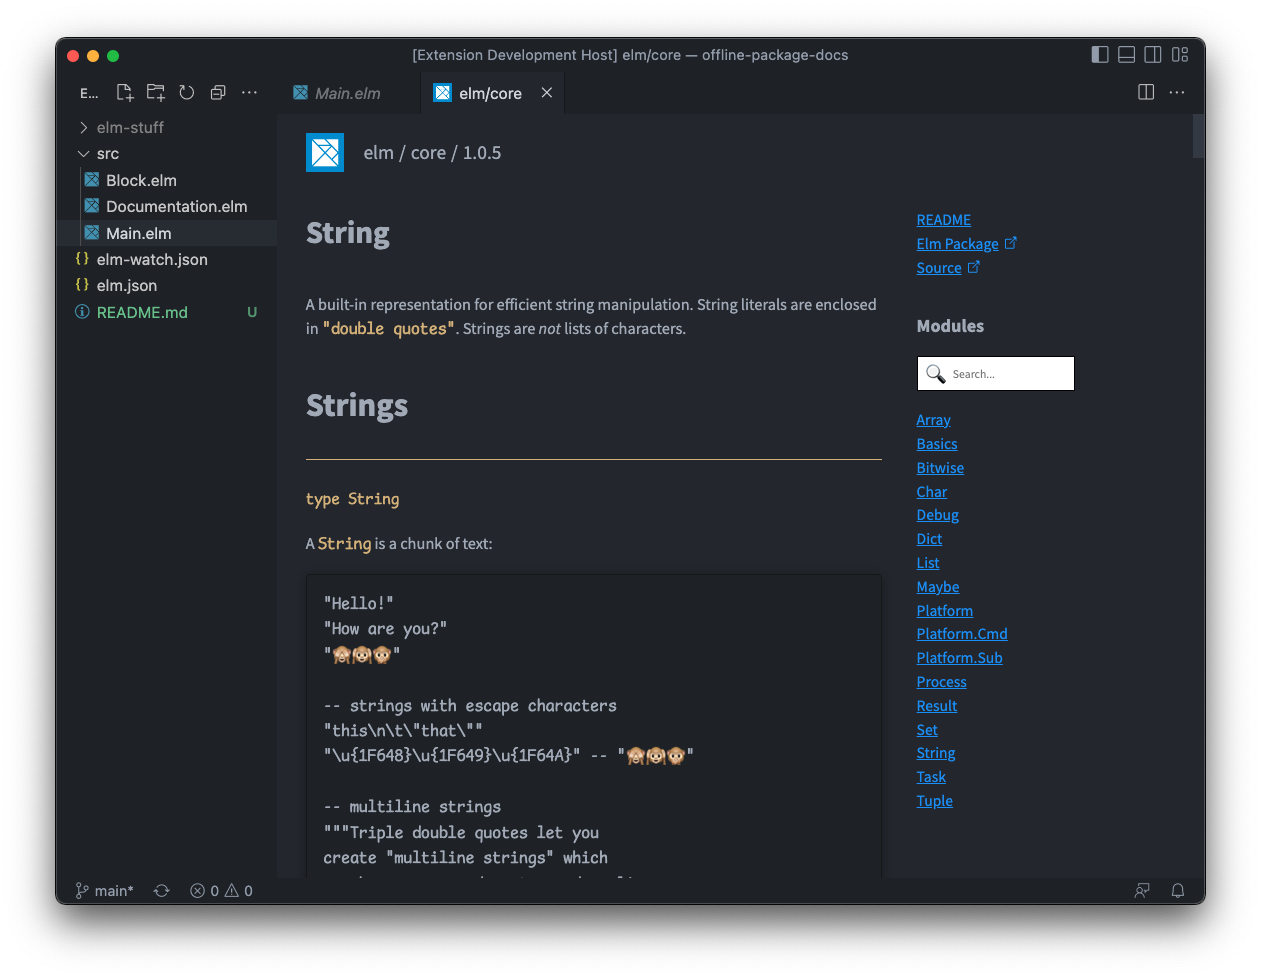 [Extension Development Host] elm/core — offline-package-docs
E...
Main.elm
elm/core
elm-stuff
src
Block.elm
Documentation.elm
Main.elm
elm-watch.json
elm.json
README.md U
elm / core / 1.0.5
String
A built-in representation for efficient string manipulation. String literals are enclosed
in "double quotes". Strings are not lists of characters.
Strings
type String
A String is a chunk of text:
"Hello!"
"How are you?"
"🙈🙉🙊"
-- strings with escape characters
"this\n\t\"that\""
"\u{1F648}\u{1F649}\u{1F64A}" -- "🙈🙉🙊"
-- multiline strings
"""Triple double quotes let you
create "multiline strings" which
README
Elm Package
Source
Modules
Search...
Array
Basics
Bitwise
Char
Debug
Dict
List
Maybe
Platform
Platform.Cmd
Platform.Sub
Process
Result
Set
String
Task
Tuple
main* 0 0